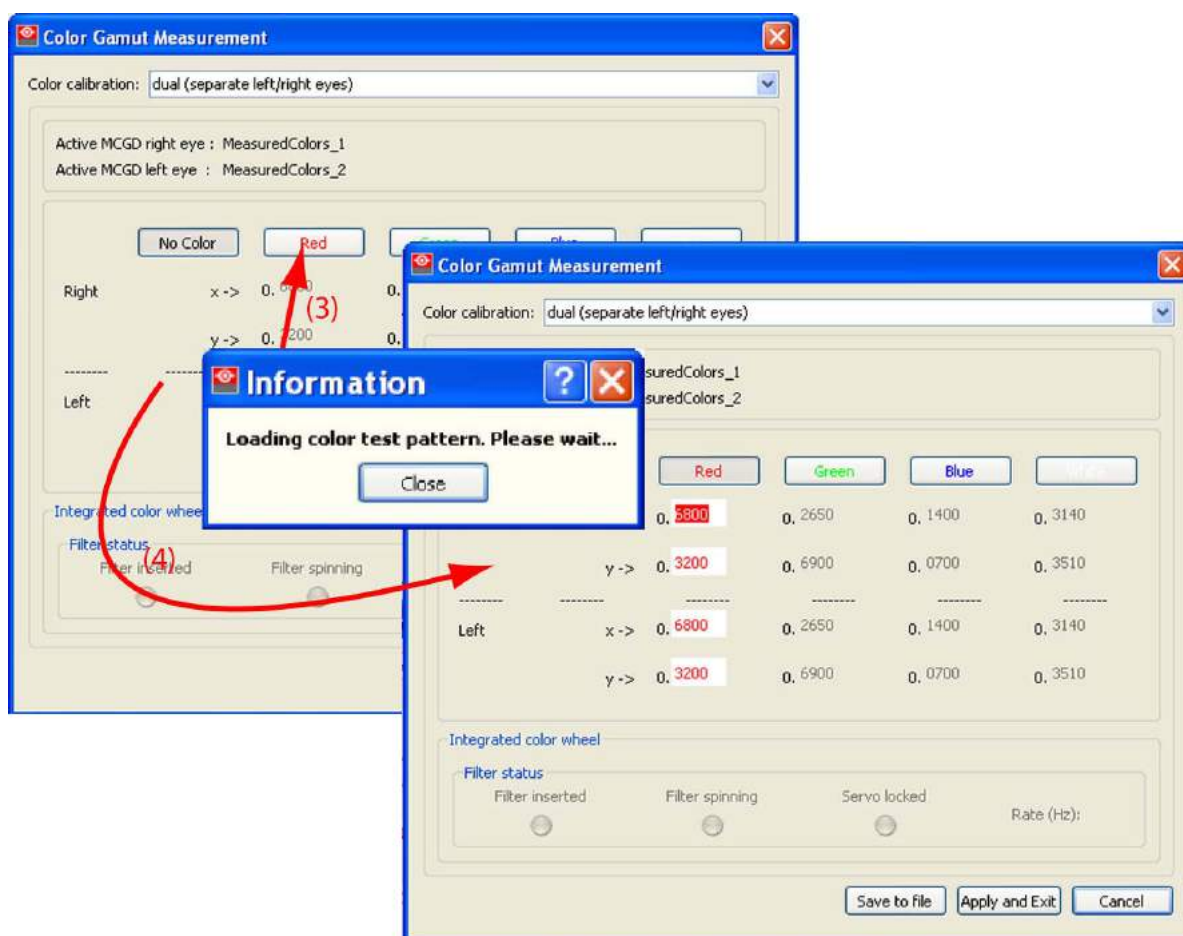 Color Gamut Measurement
Color calibration: dual (separate left/right eyes)
Active MCGD right eye : MeasuredColors_1
Active MCGD left eye : MeasuredColors_2
No Color Red
Right x -> 0.
(3)
y -> 0. 3200 0.
-------- 
Left
Integrated color whee
Filter status
(4)
Filter inserted Filter spinning
Information
Loading color test pattern. Please wait...
Close
Color Gamut Measurement
Color calibration: dual (separate left/right eyes)
suredColors_1
suredColors_2
Red Green Blue White
0. 6800 0. 2650 0. 1400 0. 3140
y -> 0. 3200 0. 6900 0. 0700 0. 3510
-------- -------- -------- -------- -------- --------
Left x -> 0. 6800 0. 2650 0. 1400 0. 3140
y -> 0. 3200 0. 6900 0. 0700 0. 3510
Integrated color wheel
Filter status
Filter inserted Filter spinning Servo locked
Rate (Hz):
Save to file Apply and Exit Cancel